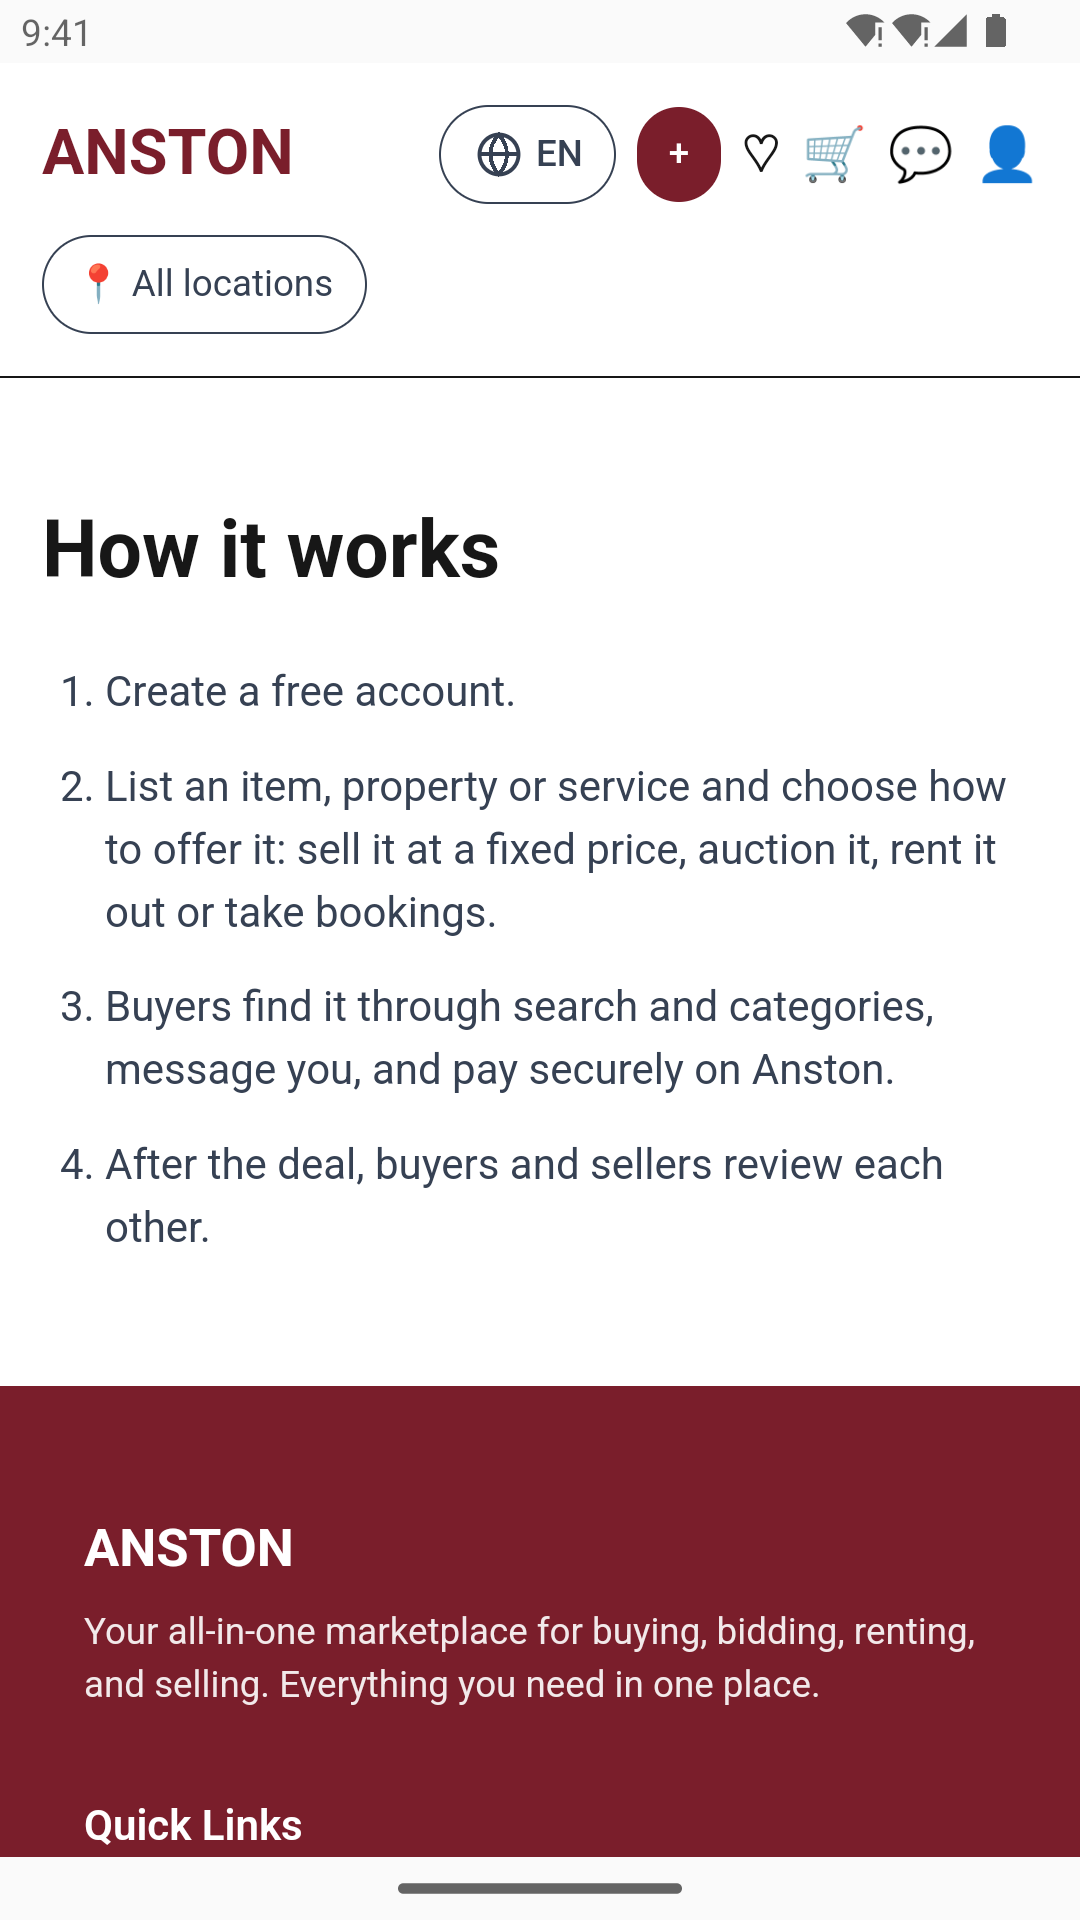 9:41
ANSTON
EN
+
All locations
How it works
1. Create a free account.
2. List an item, property or service and choose how
to offer it: sell it at a fixed price, auction it, rent it
out or take bookings.
3. Buyers find it through search and categories,
message you, and pay securely on Anston.
4. After the deal, buyers and sellers review each
other.
ANSTON
Your all-in-one marketplace for buying, bidding, renting,
and selling. Everything you need in one place.
Quick Links